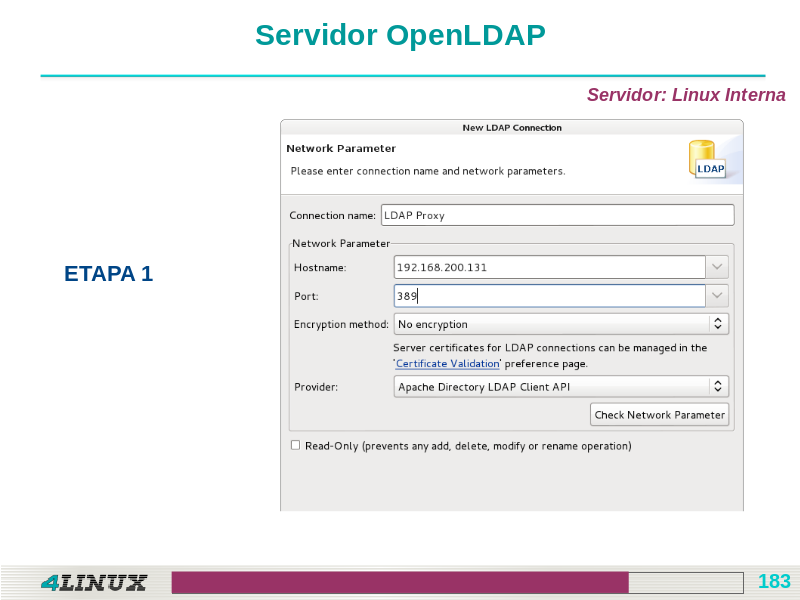 Servidor OpenLDAP
Servidor: Linux Interna
New LDAP Connection
Network Parameter
Please enter connection name and network parameters.
LDAP
Connection name: LDAP Proxy
Network Parameter
Hostname: 192.168.200.131
ETAPA 1
Port: 389
Encryption method: No encryption
Server certificates for LDAP connections can be managed in the
'Certificate Validation' preference page.
Provider: Apache Directory LDAP Client API
Check Network Parameter
Read-Only (prevents any add, delete, modify or rename operation)
4LINUX
183